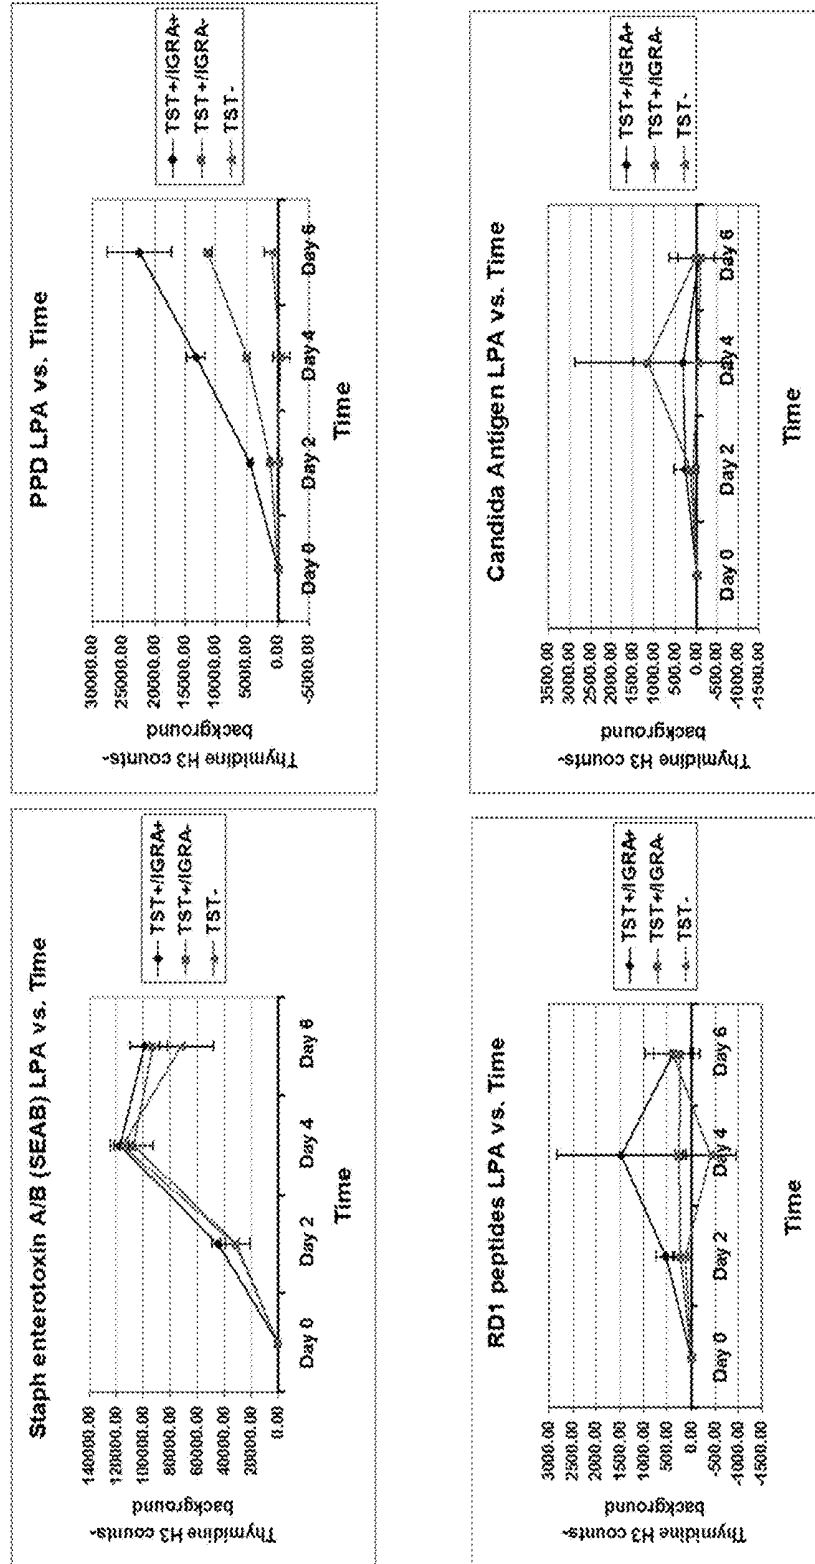 Staph enterotoxin A/B (SEAB) LPA vs. Time
Thymidine H3 counts-
background
140000.00
120000.00
100000.00
80000.00
60000.00
40000.00
20000.00
0.00
Day 0
Day 2
Day 4
Day 6
Time
TST+/IGRA+
TST+/IGRA-
TST-
PPD LPA vs. Time
Thymidine H3 counts-
background
30000.00
25000.00
20000.00
15000.00
10000.00
5000.00
0.00
-5000.00
Day 0
Day 2
Day 4
Day 6
Time
TST+/IGRA+
TST+/IGRA-
TST-
RD1 peptides LPA vs. Time
Thymidine H3 counts-
background
3000.00
2500.00
2000.00
1500.00
1000.00
500.00
0.00
-500.00
-1000.00
-1500.00
Day 0
Day 2
Day 4
Day 6
Time
TST+/IGRA+
TST+/IGRA-
TST-
Candida Antigen LPA vs. Time
Thymidine H3 counts-
background
3500.00
3000.00
2500.00
2000.00
1500.00
1000.00
500.00
0.00
-500.00
-1000.00
-1500.00
Day 0
Day 2
Day 4
Day 6
Time
TST+/IGRA+
TST+/IGRA-
TST-